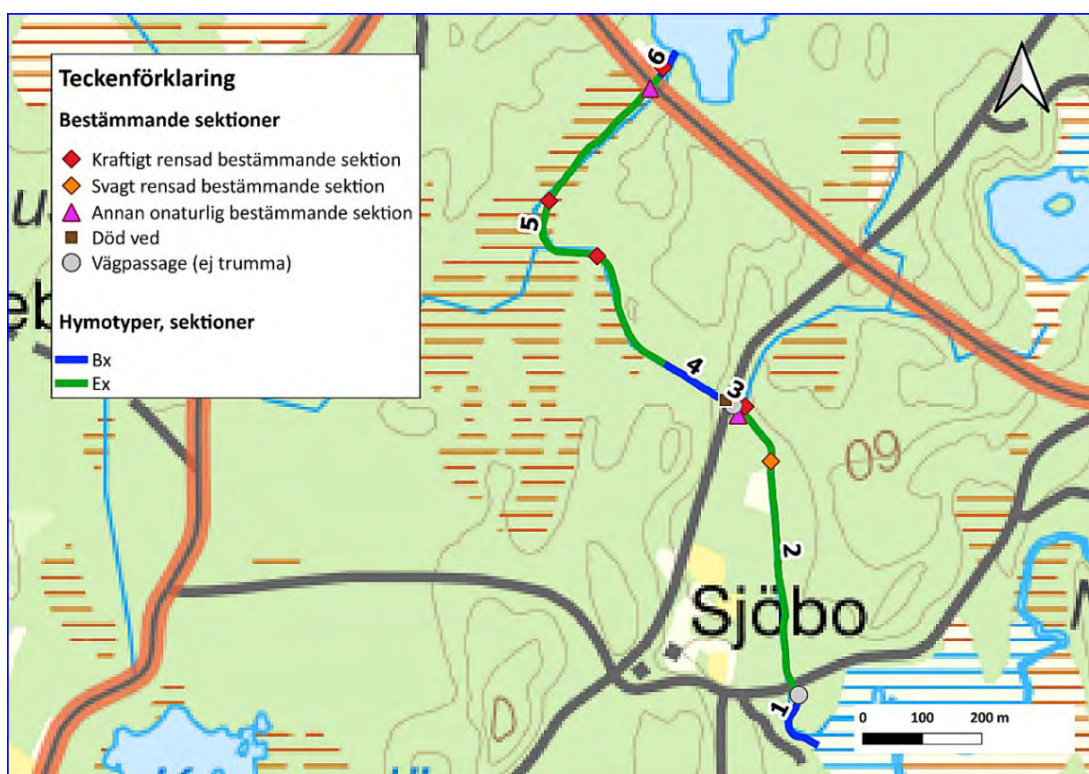 Teckenförklaring
Bestämmande sektioner
Kraftigt rensad bestämmande sektion
Svagt rensad bestämmande sektion
Annan onaturlig bestämmande sektion
Död ved
Vägpassage (ej trumma)
Hymotyper, sektioner
Bx
Ex
6
5
4
3
60
2
Sjöbo
1
0 100 200 m